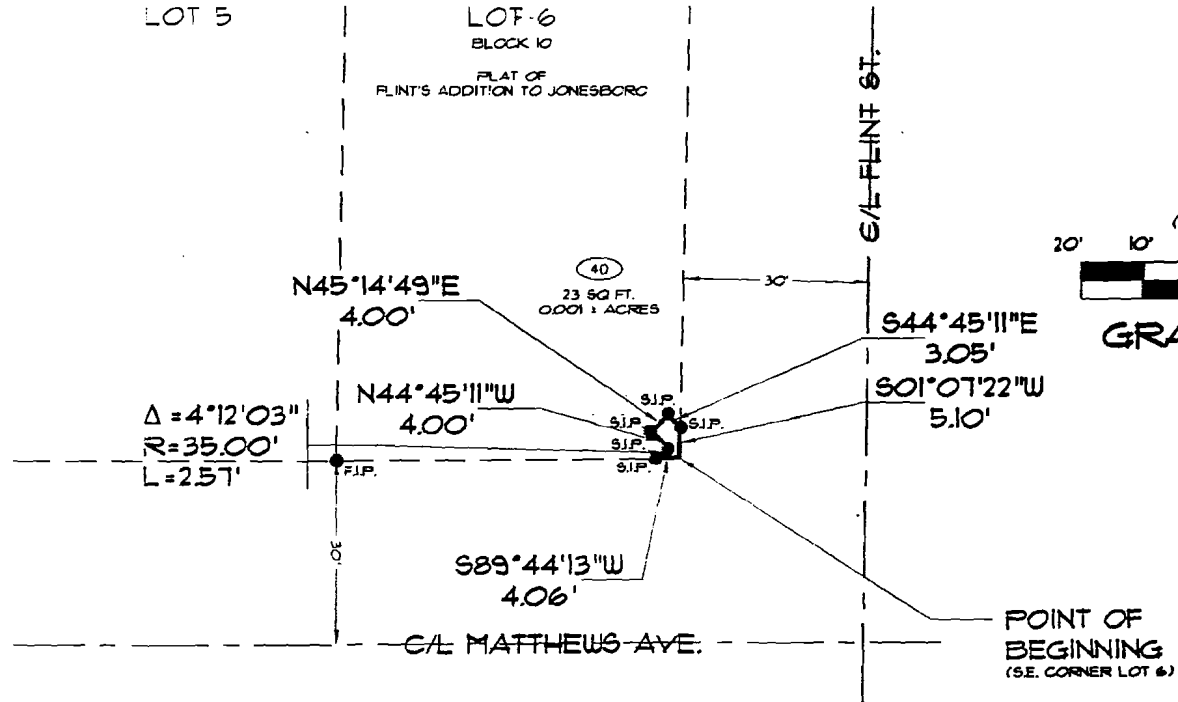 LOT 5
LOT 6
BLOCK 10
PLAT OF
FLINT'S ADDITION TO JONESBORO
C/L FLINT ST.
20' 10'
GRA
40
23 SQ FT.
0.001 ± ACRES
30'
N45°14'49"E
4.00'
S44°45'11"E
3.05'
N44°45'11"W
4.00'
S01°07'22"W
5.10'
Δ = 4°12'03"
R = 35.00'
L = 2.57'
S.I.P.
S.I.P.
S.I.P.
S.I.P.
S.I.P.
F.I.P.
30'
S89°44'13"W
4.06'
C/L MATTHEWS AVE.
POINT OF
BEGINNING
(S.E. CORNER LOT 6)